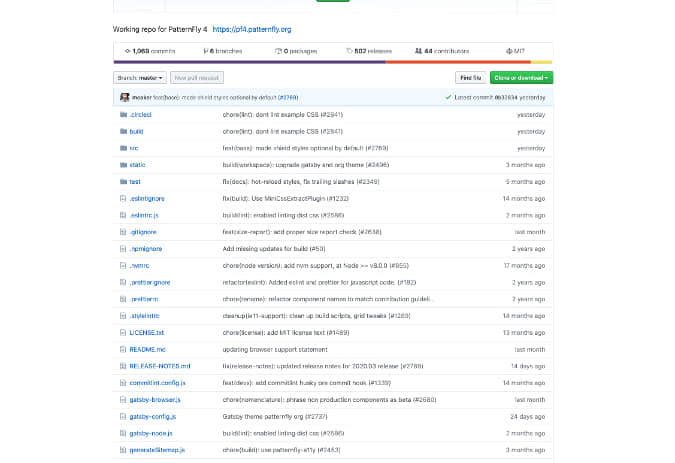 Working repo for PatternFly 4 https://pf4.patternfly.org
1,069 commits 6 branches 0 packages 502 releases 44 contributors MIT
Branch: master New pull request Find file Clone or download
mcoker feat(base): made shield styles optional by default (#2769) Latest commit yesterday
.circleci chore(lint): dont lint example CSS (#2841) yesterday
build chore(lint): dont lint example CSS (#2841) yesterday
src feat(base): made shield styles optional by default (#2769) yesterday
static build(workspace): upgrade gatsby and org theme (#2496) 3 months ago
test fix(docs): hot-reload styles, fix trailing slashes (#2349) 5 months ago
.eslintignore fix(build): Use MiniCssExtractPlugin (#1232) 14 months ago
.eslintrc.js build(lint): enabled linting dist css (#2586) 2 months ago
.gitignore feat(size-report): add proper size report check (#2638) last month
.npmignore Add missing updates for build (#53) 2 years ago
.nvmrc chore(node version): add nvm support, at Node >= v8.0.0 (#955) 17 months ago
.prettierignore refactor(eslint): Added eslint and prettier for javascript code. (#182) 2 years ago
.prettierrc chore(rename): refactor component names to match contribution guideli... 2 years ago
.stylelintrc cleanup(ie11-support): clean up build scripts, grid tweaks (#1289) 14 months ago
LICENSE.txt chore(license): add MIT license text (#1489) 13 months ago
README.md updating browser support statement last month
RELEASE-NOTES.md fix(release-notes): updated release notes for 2020.03 release (#2788) 14 days ago
commitlint.config.js feat(dess): add commitlint husky pre commit hook (#1339) 14 months ago
gatsby-browser.js chore(nomenclature): phrase non production components as beta (#2680) last month
gatsby-config.js Gatsby theme patternfly org (#2737) 24 days ago
gatsby-node.js build(lint): enabled linting dist css (#2586) 2 months ago
generateSitemap.js chore(build): use patternfly-a11y (#2453) 3 months ago